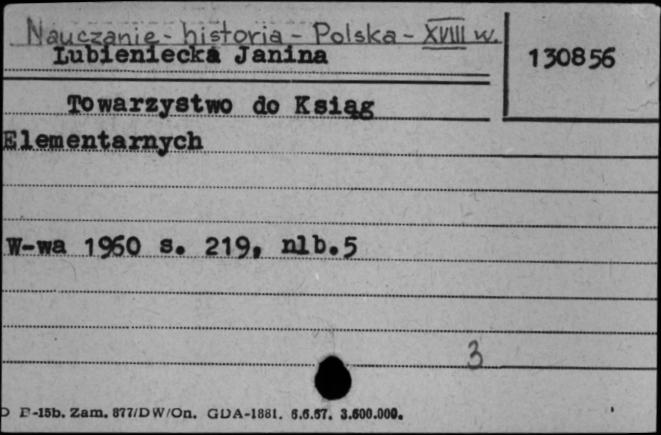 Nauczanie - historia - Polska - XVIII w.
Lubieniecka Janina
130856
Towarzystwo do Ksiąg
Elementarnych
W-wa 1960 s. 219, nlb.5
3
D P-15b. Zam. 877/DW/On. GDA-1881. 6.6.67. 3.600.000.